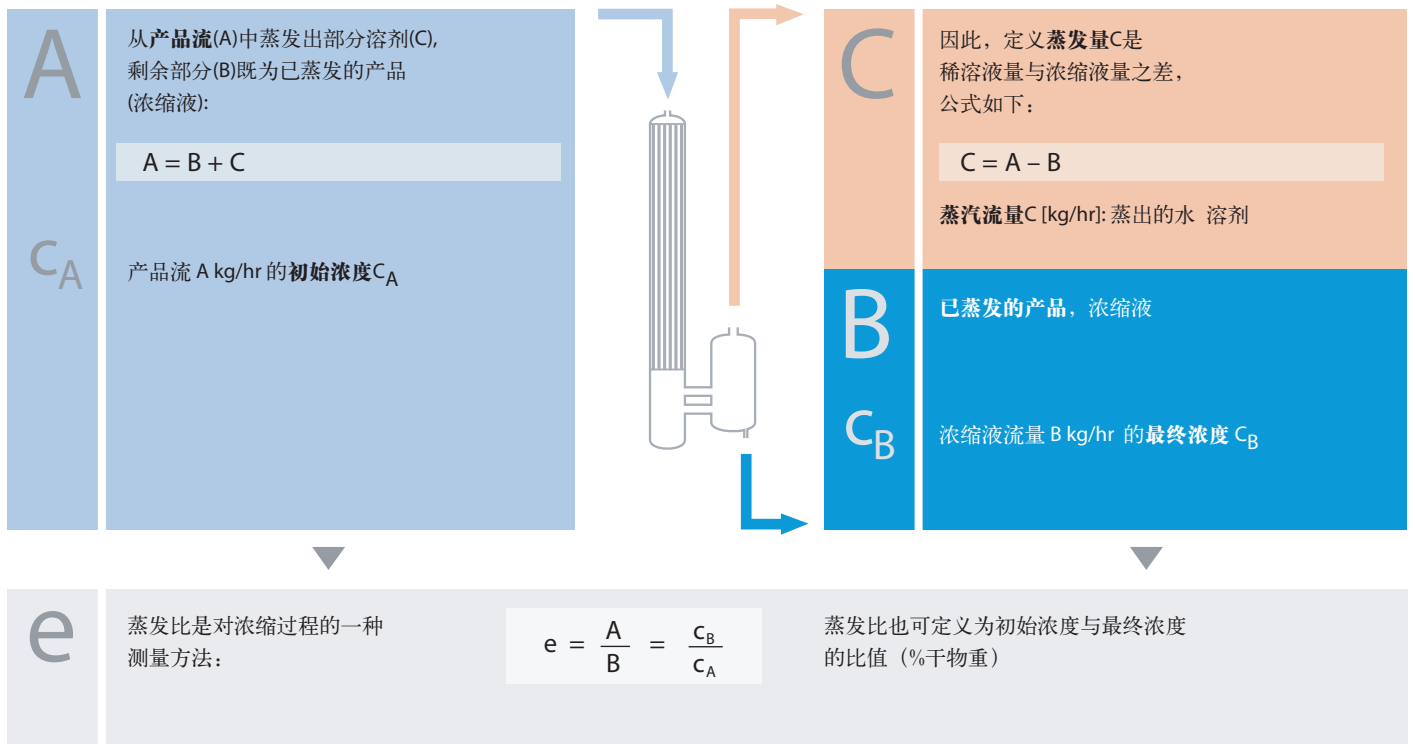 A
从产品流(A)中蒸发出部分溶剂(C),
剩余部分(B)既为已蒸发的产品
(浓缩液):
A = B + C
cA
产品流 A kg/hr 的初始浓度CA
C
因此，定义蒸发量C是
稀溶液量与浓缩液量之差，
公式如下：
C = A – B
蒸汽流量C [kg/hr]: 蒸出的水 溶剂
B
已蒸发的产品，浓缩液
cB
浓缩液流量 B kg/hr 的最终浓度 CB
e
蒸发比是对浓缩过程的一种
测量方法：
e = A/B = cB/cA
蒸发比也可定义为初始浓度与最终浓度
的比值（%干物重）